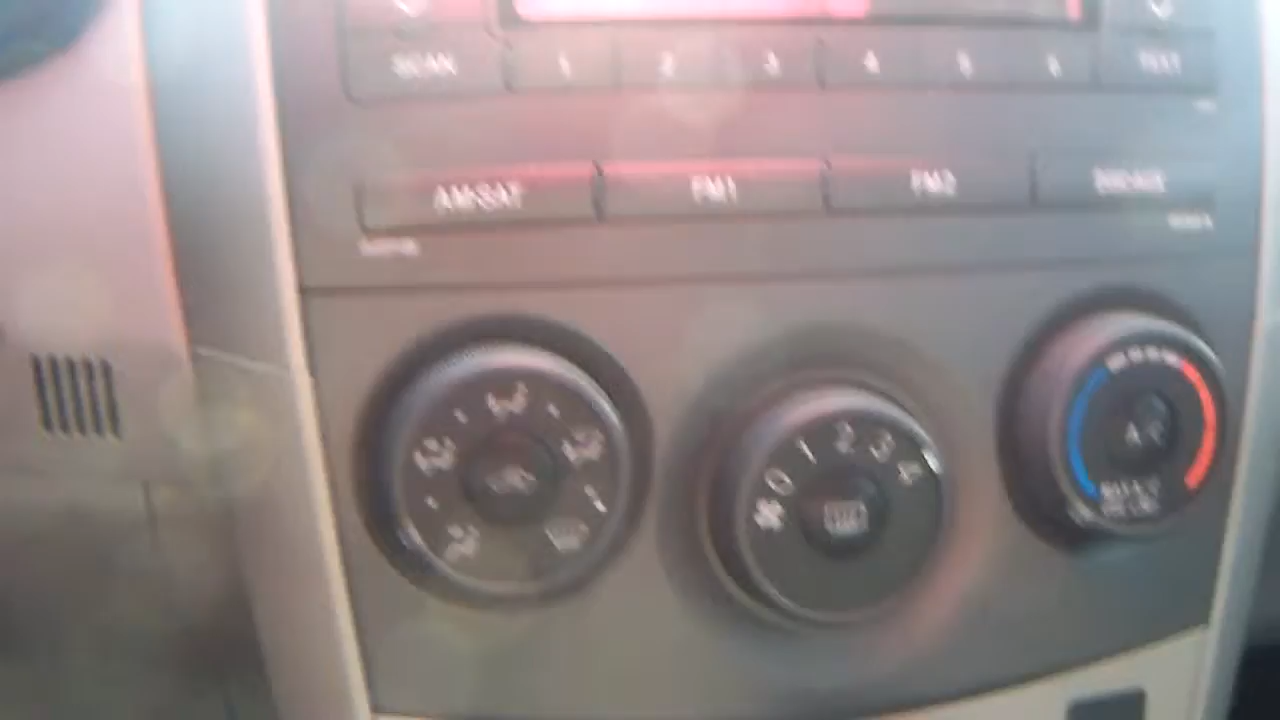 SCAN 1 2 3 4 5 6 TEXT
AM·SAT FM1 FM2
0 1 2 3 4
A/C